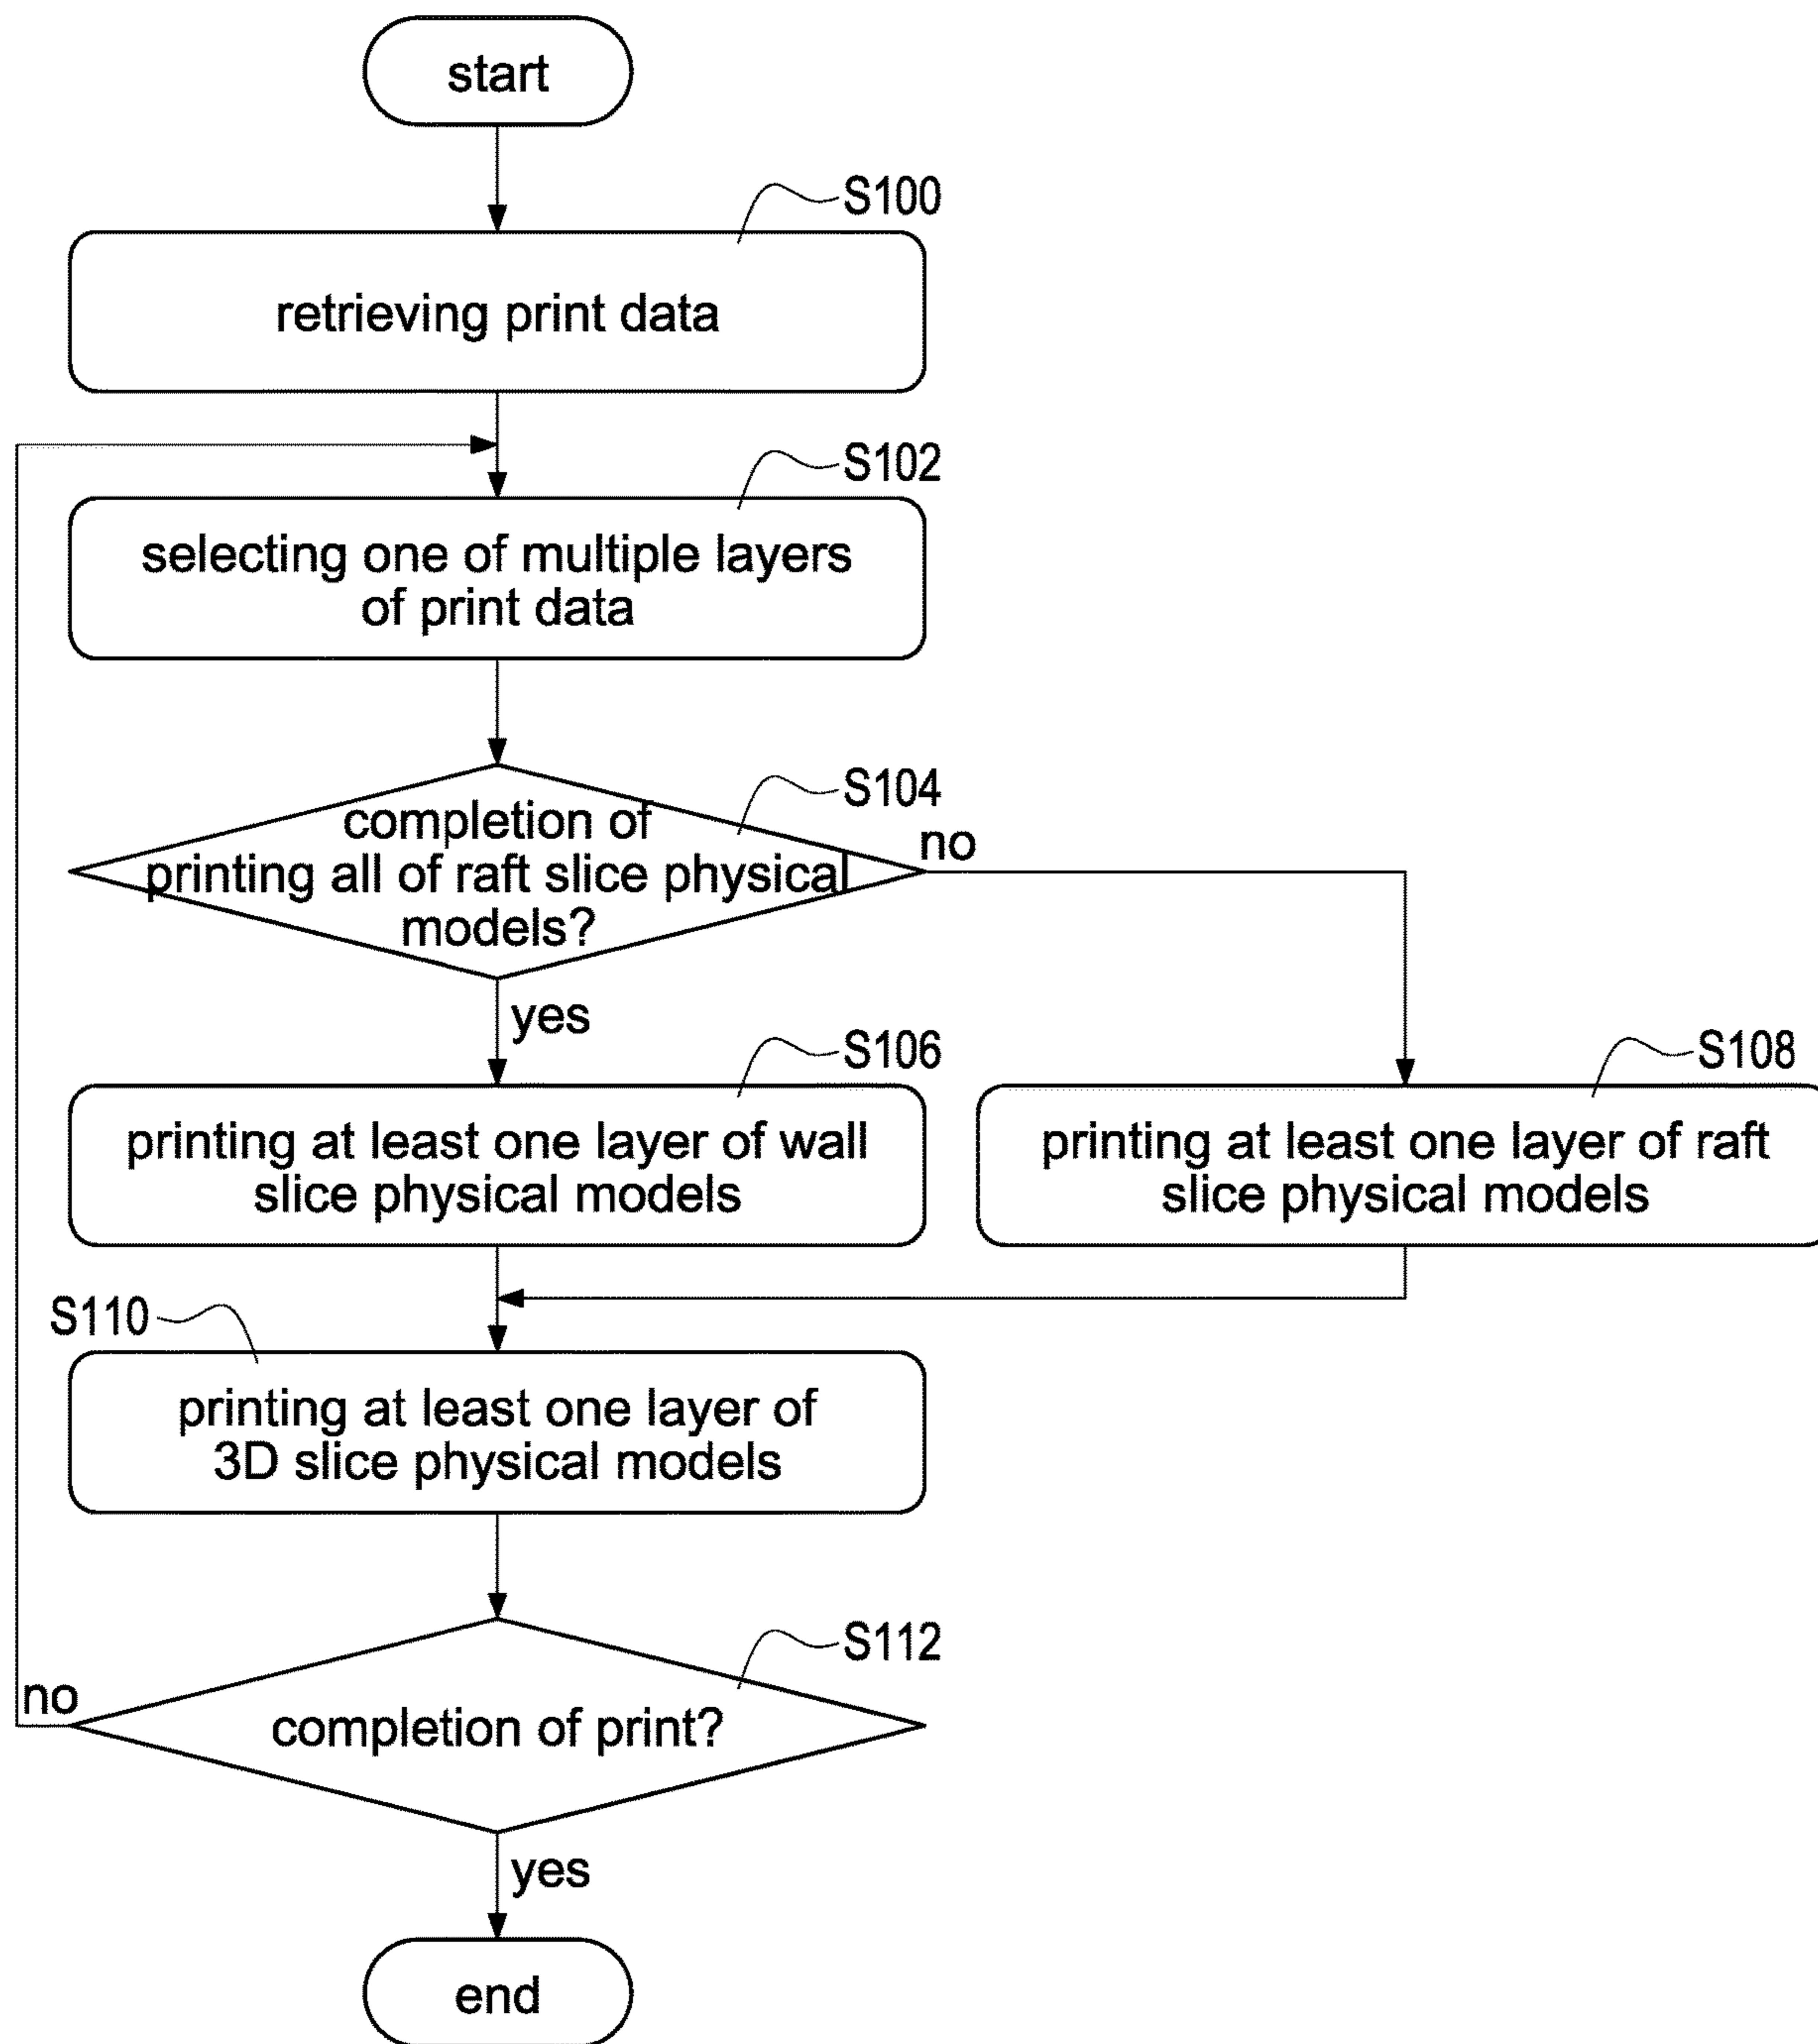 start
S100
retrieving print data
S102
selecting one of multiple layers
of print data
S104
completion of
printing all of raft slice physical
models?
no
yes
S106
printing at least one layer of wall
slice physical models
S108
printing at least one layer of raft
slice physical models
S110
printing at least one layer of
3D slice physical models
S112
completion of print?
no
yes
end